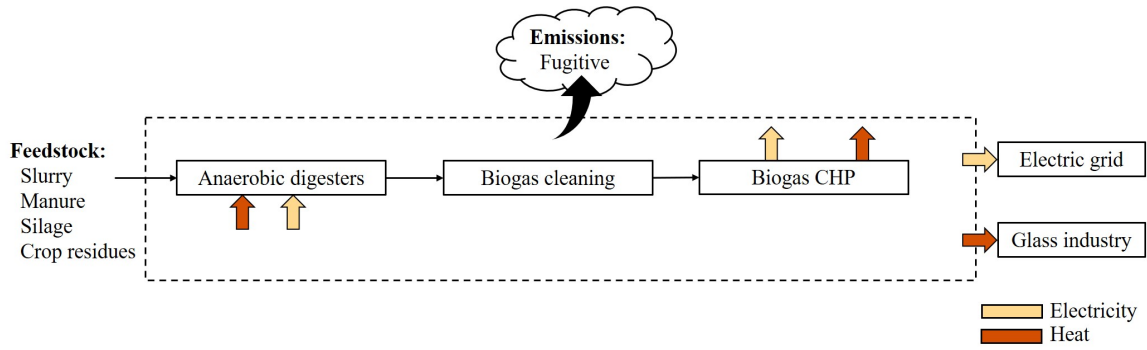 Emissions:
Fugitive
Feedstock:
Slurry
Manure
Silage
Crop residues
Anaerobic digesters
Biogas cleaning
Biogas CHP
Electric grid
Glass industry
Electricity
Heat